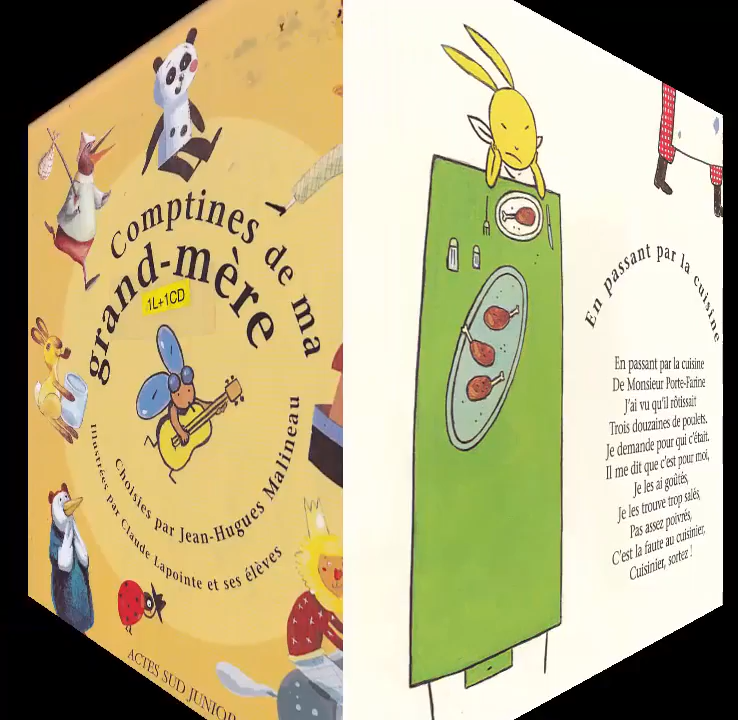 Comptines de ma
grand-mère
1L+1CD
Choisies par Jean-Hugues Malineau
Illustrées par Claude Lapointe et ses élèves
ACTES SUD JUNIOR
En passant par la cuisine
En passant par la cuisine
De Monsieur Porte-Farine
J'ai vu qu'il rôtissait
Trois douzaines de poulets.
Je demande pour qui c'était.
Il me dit que c'est pour moi,
Je les ai goûtés,
Je les trouve trop salés,
Pas assez poivrés,
C'est la faute au cuisinier,
Cuisinier, sortez !